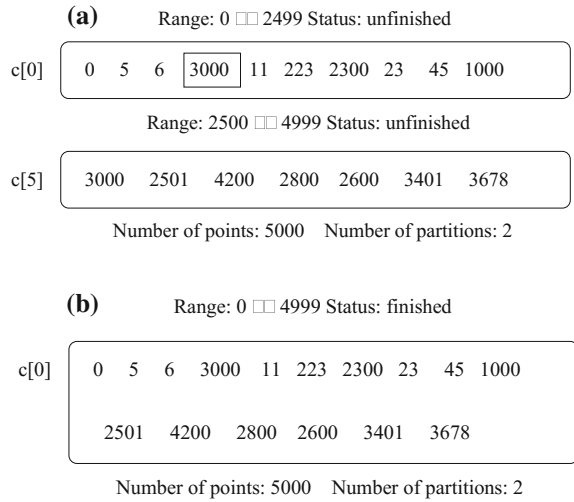 (a) Range: 0 □□ 2499 Status: unfinished
c[0] 0 5 6 3000 11 223 2300 23 45 1000
Range: 2500 □□ 4999 Status: unfinished
c[5] 3000 2501 4200 2800 2600 3401 3678
Number of points: 5000 Number of partitions: 2
(b) Range: 0 □□ 4999 Status: finished
c[0] 0 5 6 3000 11 223 2300 23 45 1000
2501 4200 2800 2600 3401 3678
Number of points: 5000 Number of partitions: 2